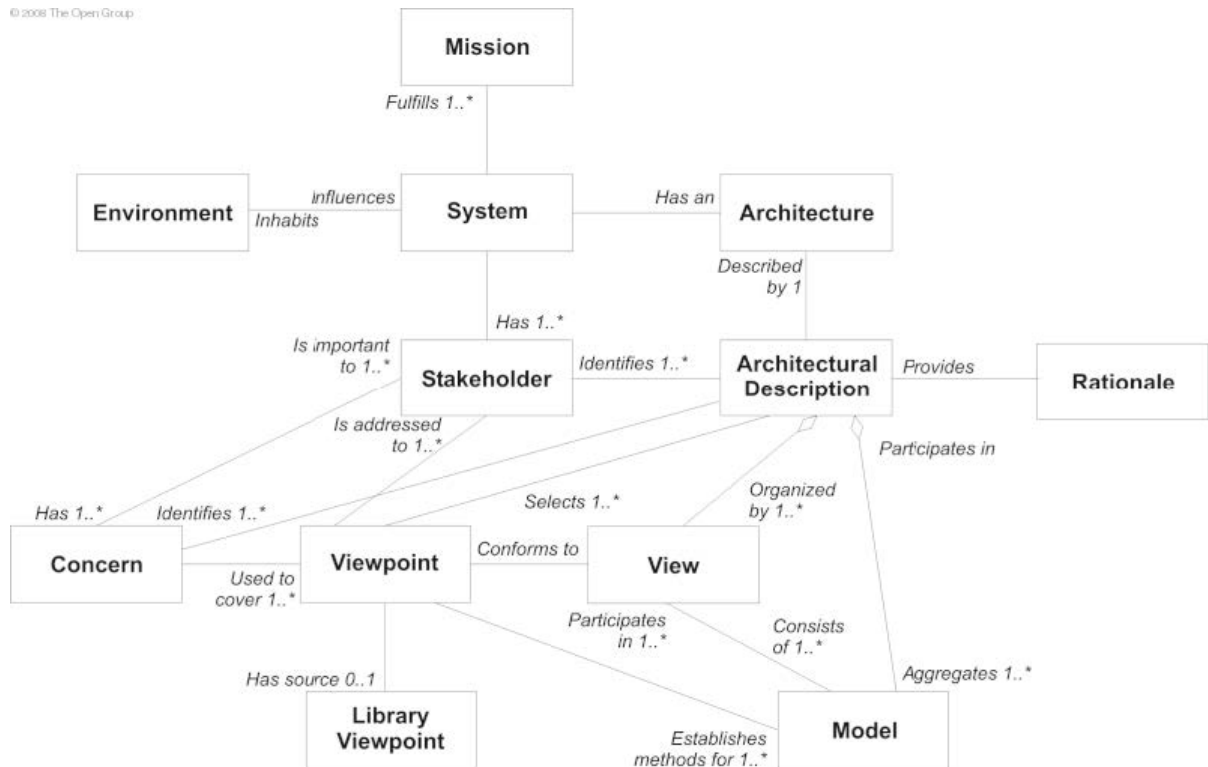 © 2008 The Open Group
Mission
Fulfills 1..*
Environment
Influences
Inhabits
System
Has an
Architecture
Described
by 1
Has 1..*
Is important
to 1..*
Stakeholder
Identifies 1..*
Architectural
Description
Provides
Rationale
Is addressed
to 1..*
Participates in
Selects 1..*
Organized
by 1..*
Has 1..*
Identifies 1..*
Concern
Used to
cover 1..*
Viewpoint
Conforms to
View
Participates
in 1..*
Consists
of 1..*
Has source 0..1
Aggregates 1..*
Library
Viewpoint
Establishes
methods for 1..*
Model